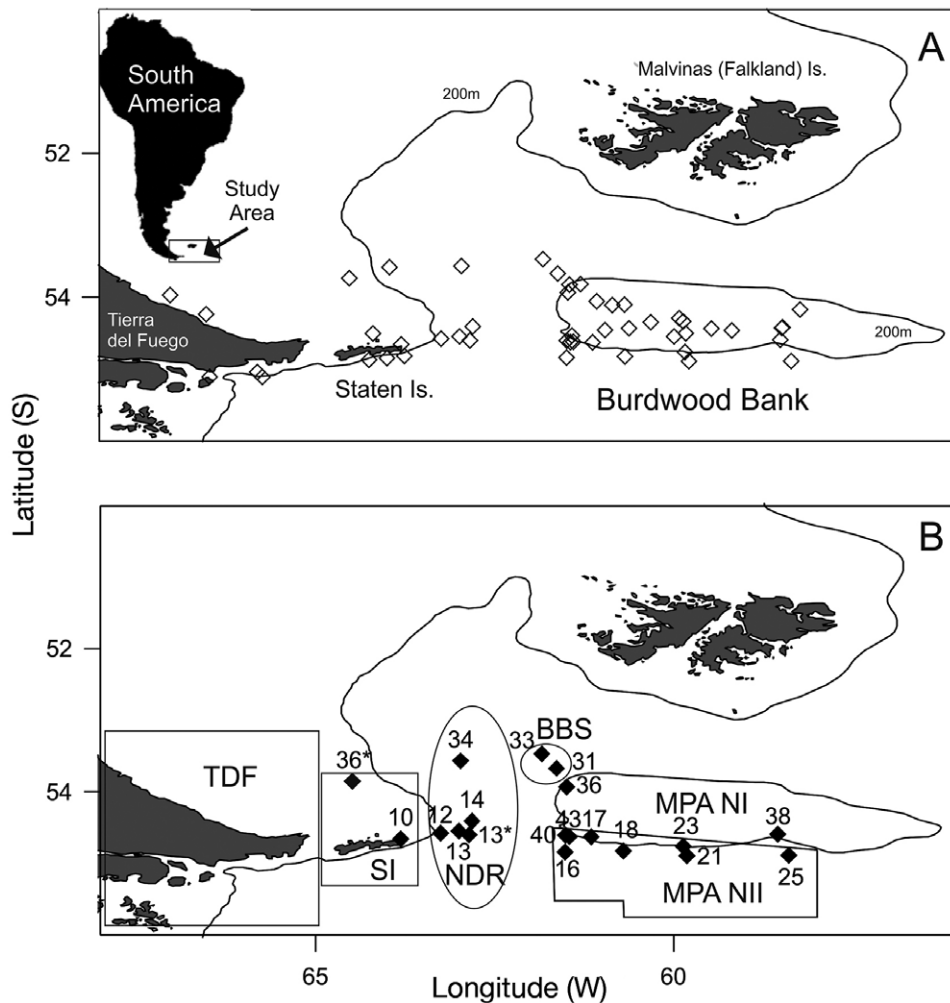 A
South
America
Malvinas (Falkland) Is.
200m
52
Study
Area
54
Tierra
del Fuego
200m
Staten Is.
Burdwood Bank
Latitude (S)
B
52
BBS
33
34
36*
31
TDF
36
54
MPA NI
14
10
12
43
17
23
38
40
18
13
13*
16
21
SI
NDR
MPA NII
25
65
60
Longitude (W)